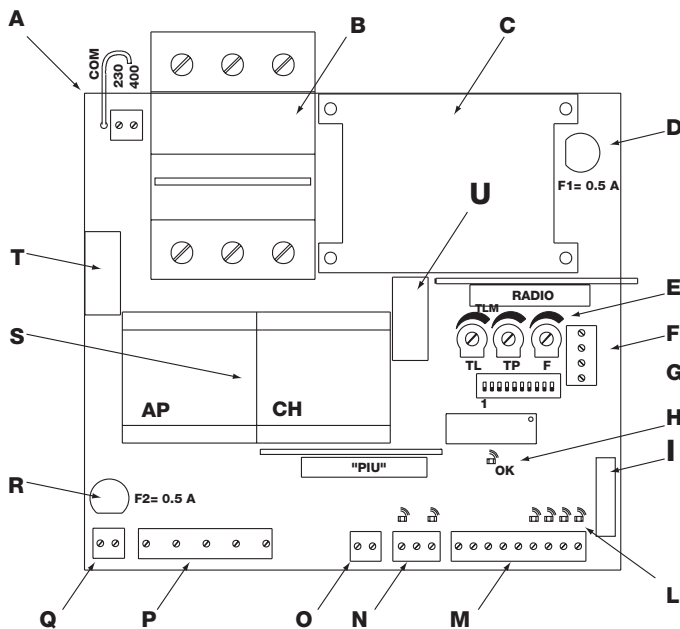 A
B
C
COM
230
400
D
F1= 0.5 A
U
T
RADIO
E
TLM
F
S
TL
TP
F
G
AP
CH
1
H
OK
"PIU"
I
R
F2= 0.5 A
L
Q
P
O
N
M